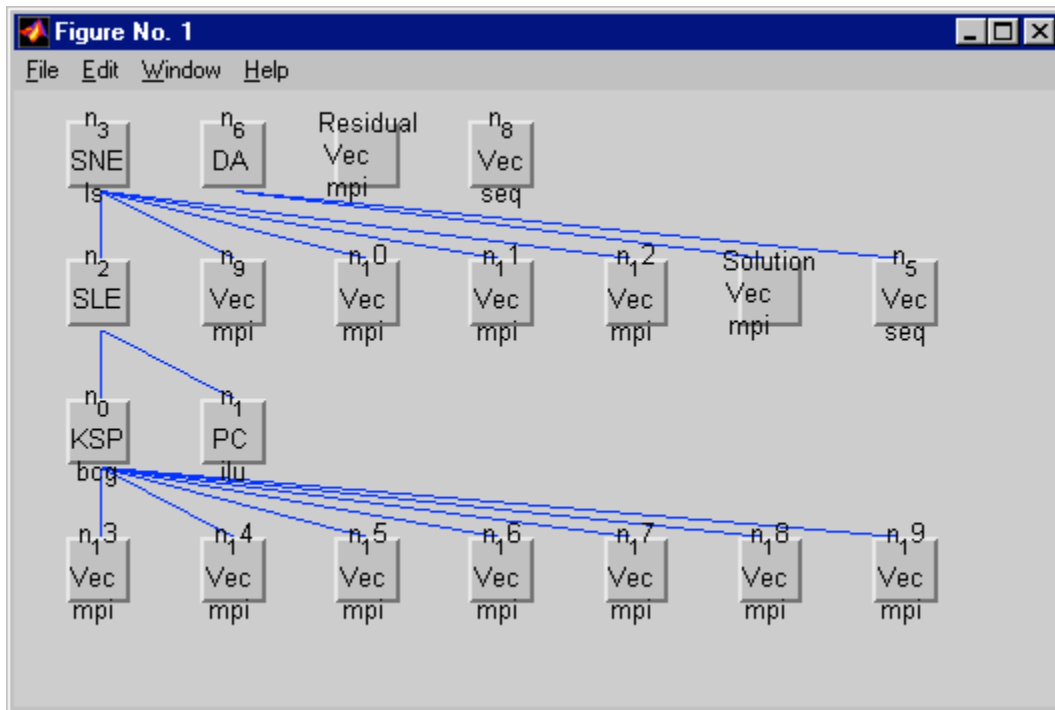 Figure No. 1
File Edit Window Help
n₃ n₆ Residual n₈
SNE DA Vec Vec
ls mpi seq
n₂ n₉ n₁0 n₁1 n₁2 Solution n₅
SLE Vec Vec Vec Vec Vec Vec
mpi mpi mpi mpi mpi seq
n₀ n₁
KSP PC
bcg ilu
n₁3 n₁4 n₁5 n₁6 n₁7 n₁8 n₁9
Vec Vec Vec Vec Vec Vec Vec
mpi mpi mpi mpi mpi mpi mpi